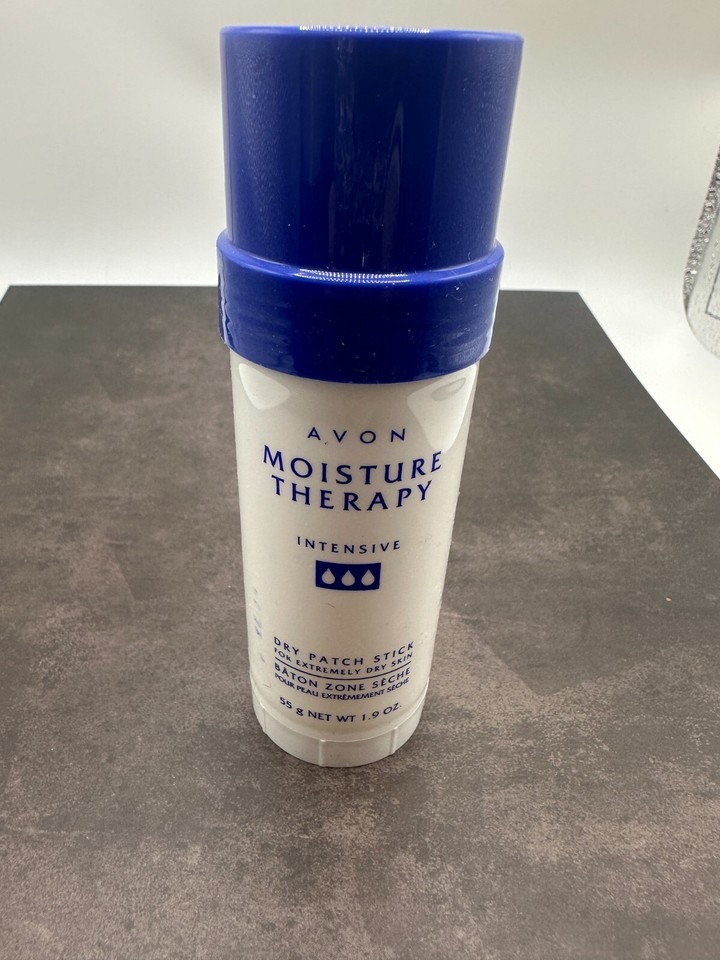 AVON
MOISTURE
THERAPY
INTENSIVE
DRY PATCH STICK
FOR EXTREMELY DRY SKIN
BÂTON ZONE SÈCHE
POUR PEAU EXTRÊMEMENT SÈCHE
55 g NET WT 1.9 OZ.